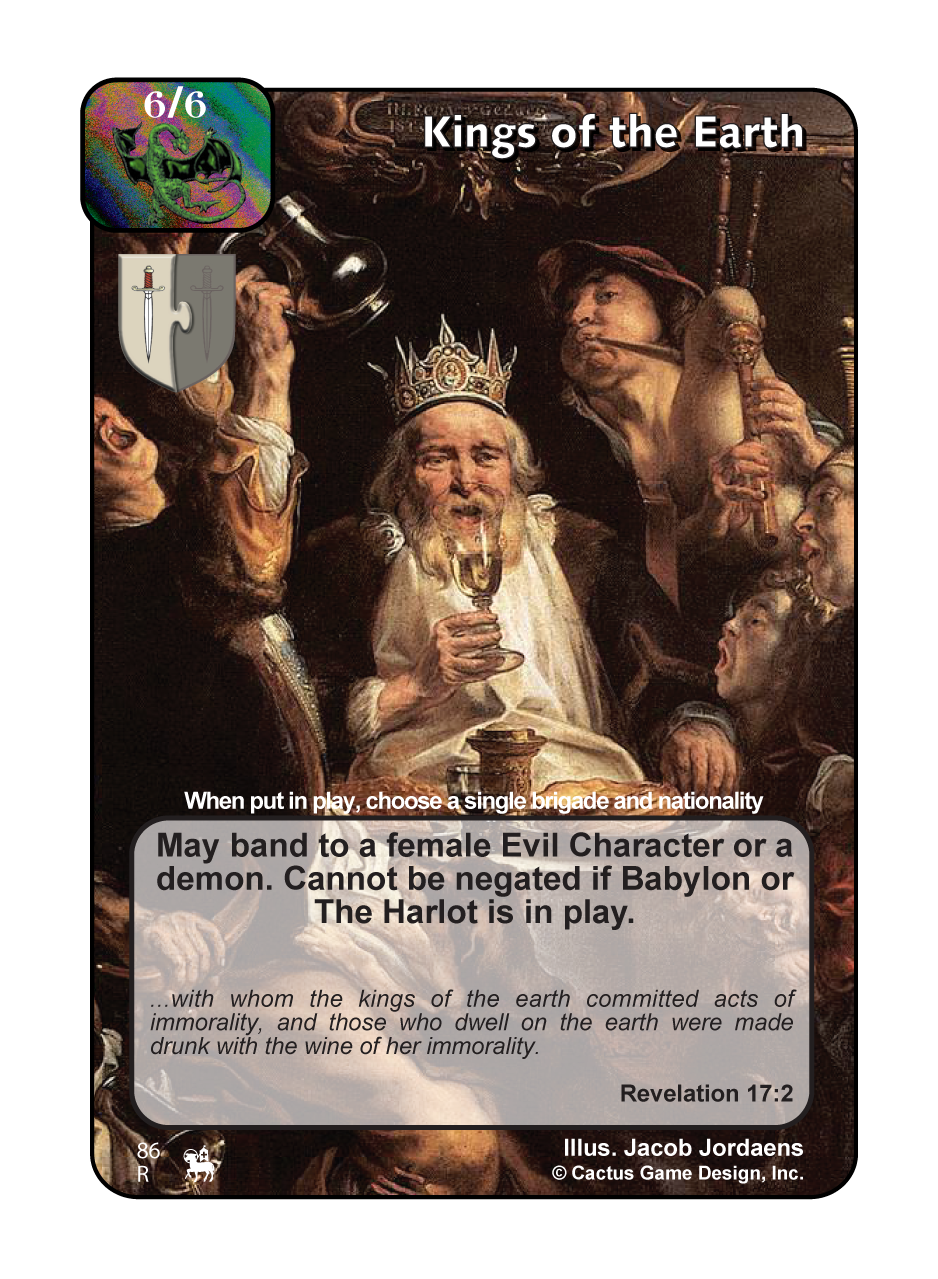 6/6
Kings of the Earth
When put in play, choose a single brigade and nationality
May band to a female Evil Character or a
demon. Cannot be negated if Babylon or
The Harlot is in play.
...with whom the kings of the earth committed acts of
immorality, and those who dwell on the earth were made
drunk with the wine of her immorality.
Revelation 17:2
86
R
Illus. Jacob Jordaens
© Cactus Game Design, Inc.